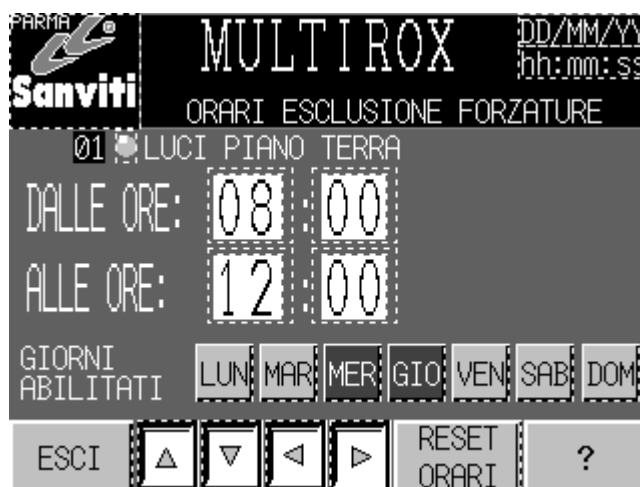 PARMA
Sanviti
MULTIROX
DD/MM/YY
hh:mm:ss
ORARI ESCLUSIONE FORZATURE
01 LUCI PIANO TERRA
DALLE ORE: 08:00
ALLE ORE: 12:00
GIORNI
ABILITATI
LUN MAR MER GIO VEN SAB DOM
ESCI
RESET
ORARI
?